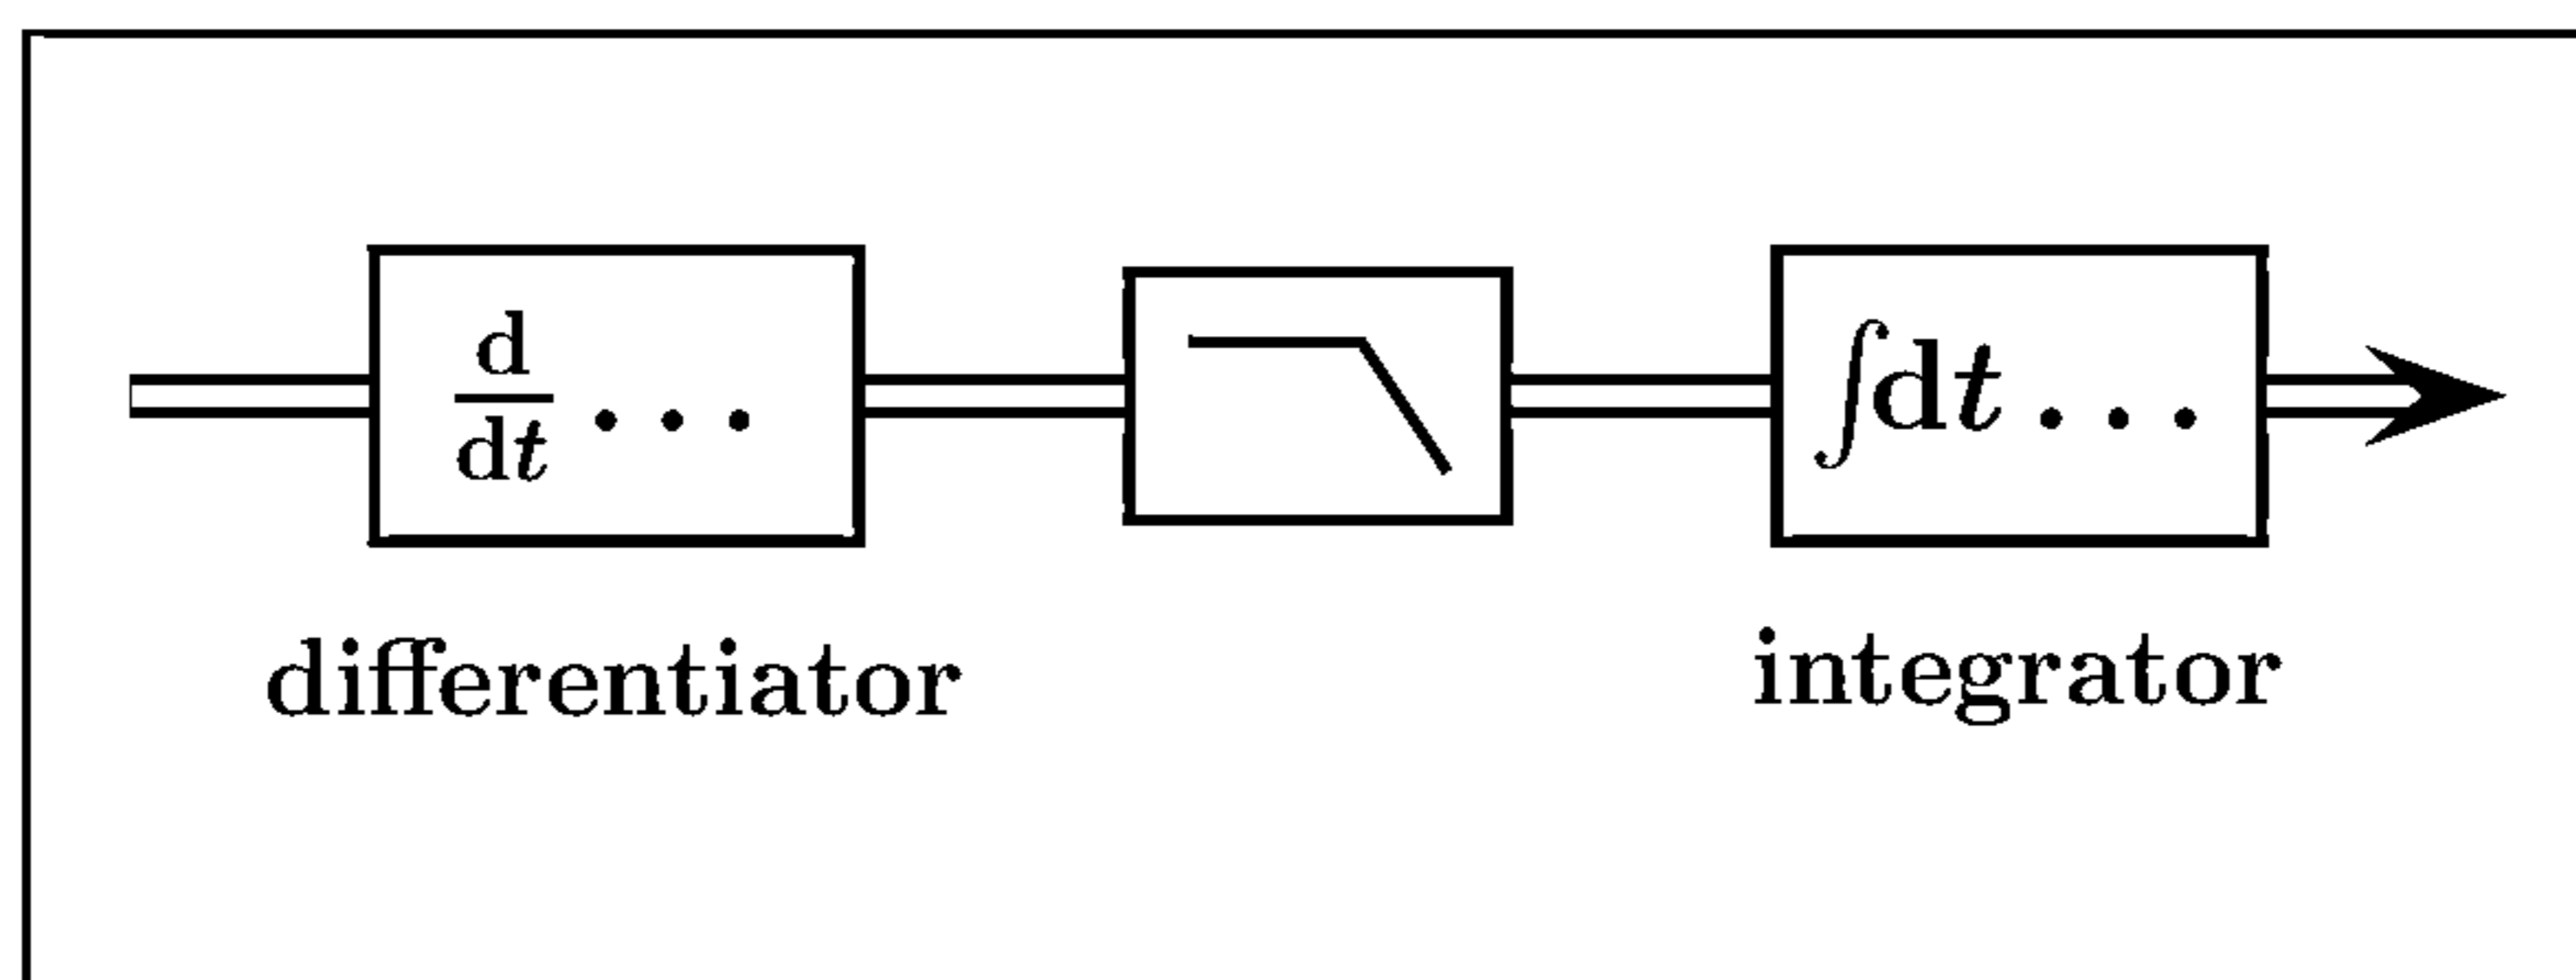 d/dt ...
∫dt ...
differentiator
integrator